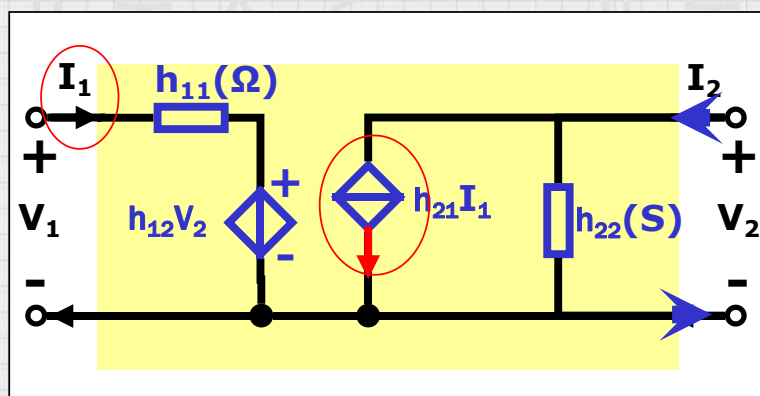 I₁ h₁₁(Ω) I₂
+ + +
V₁ h₁₂V₂ h₂₁I₁ h₂₂(S) V₂
- - -